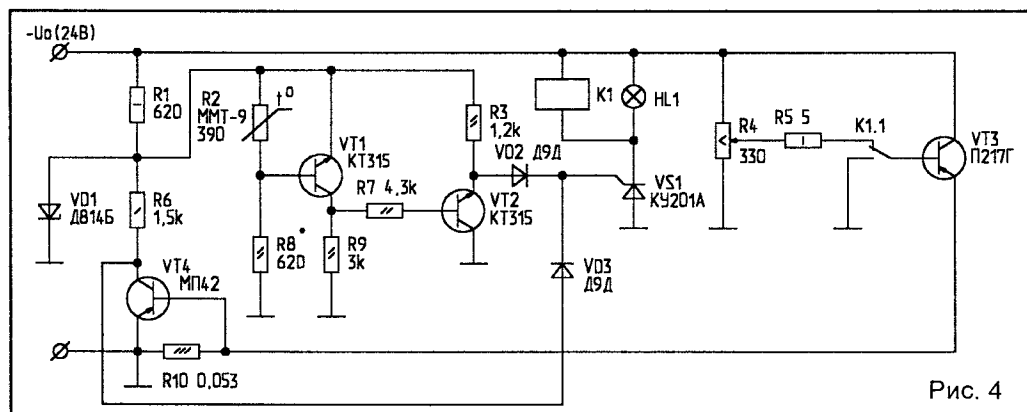 -Uo(24В)
R1
620
R2
ММТ-9
390
t°
VT1
КТ315
R3
1,2k
VD2 Д9Д
K1
HL1
R4
330
R5 5
K1.1
VT3
П217Г
VD1
Д814Б
R6
1,5k
R7 4,3k
VT2
КТ315
VS1
КУ201А
VT4
МП42
R8*
620
R9
3k
VD3
Д9Д
R10 0,053
Рис. 4